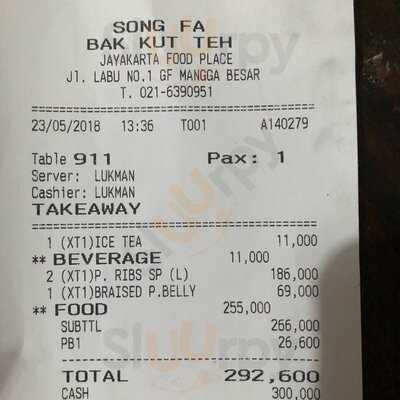 SONG FA
BAK KUT TEH
JAYAKARTA FOOD PLACE
Jl. LABU NO.1 GF MANGGA BESAR
T. 021-6390951
23/05/2018 13:36 T001 A140279
Table 911 Pax: 1
Server: LUKMAN
Cashier: LUKMAN
TAKEAWAY
1 (XT1)ICE TEA 11,000
** BEVERAGE 11,000
2 (XT1)P. RIBS SP (L) 186,000
1 (XT1)BRAISED P.BELLY 69,000
** FOOD 255,000
SUBTTL 266,000
PB1 26,600
TOTAL 292,600
CASH 300,000
Sluurpy
Sluurpy
Sluurpy